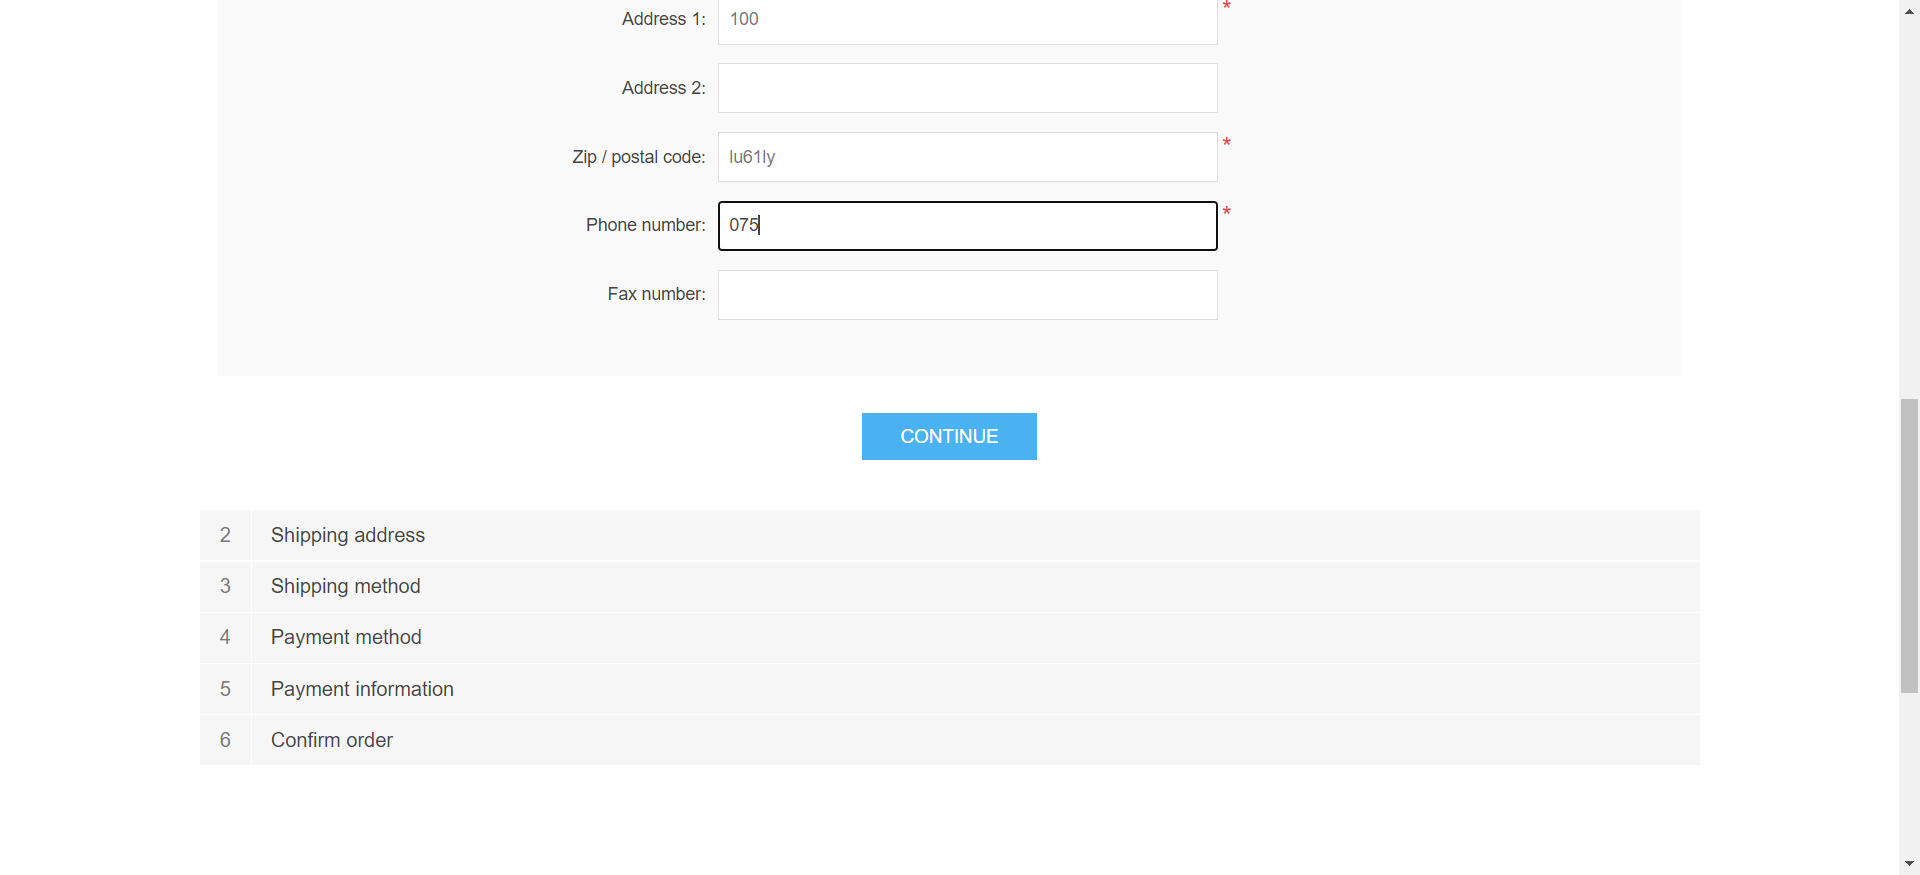 Address 1: 100 *
Address 2:
Zip / postal code: lu61ly *
Phone number: 075 *
Fax number:
CONTINUE
2 Shipping address
3 Shipping method
4 Payment method
5 Payment information
6 Confirm order